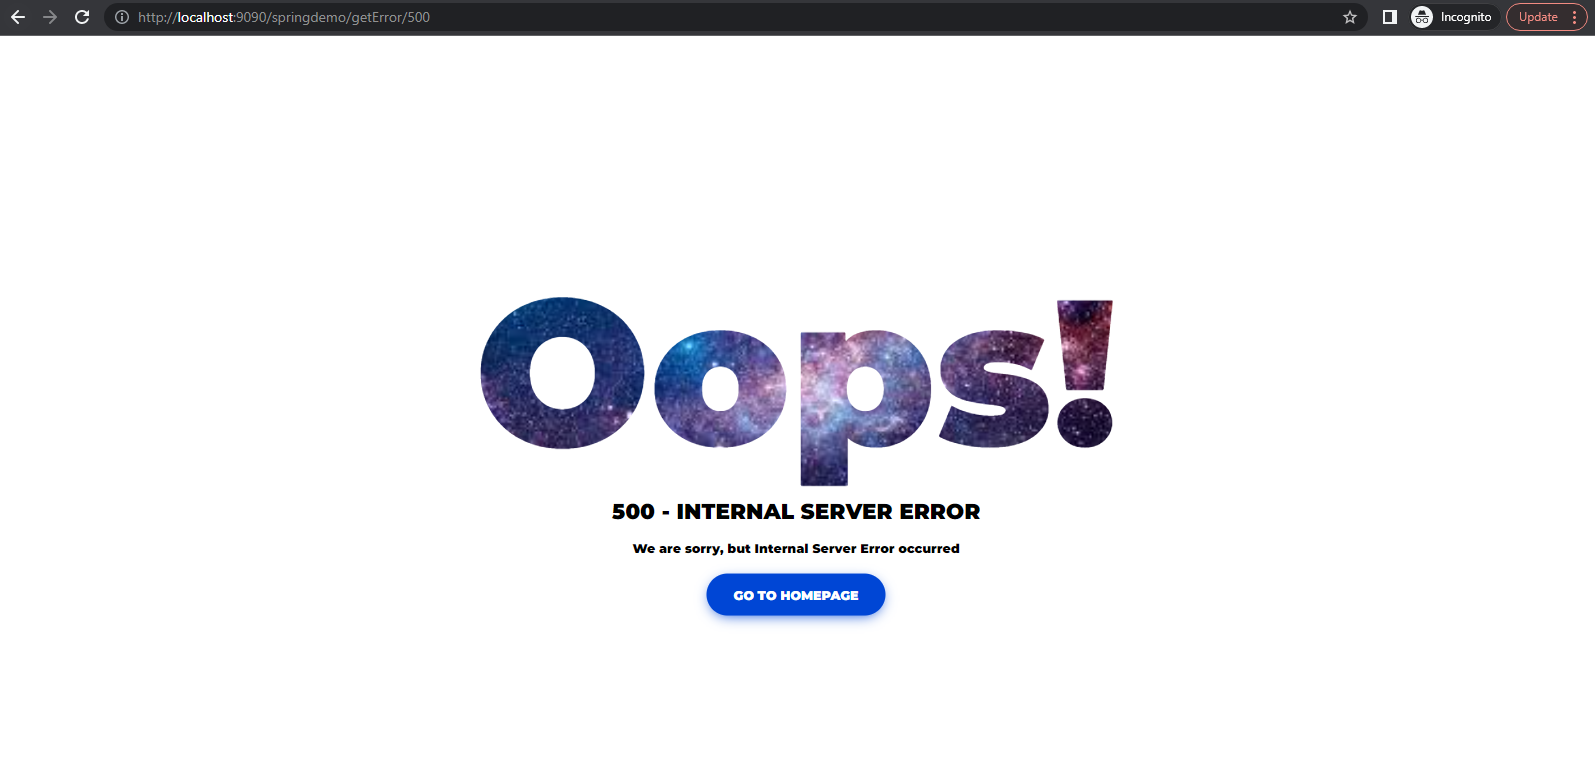 http://localhost:9090/springdemo/getError/500
Incognito
Update
Oops!
500 - INTERNAL SERVER ERROR
We are sorry, but Internal Server Error occurred
GO TO HOMEPAGE